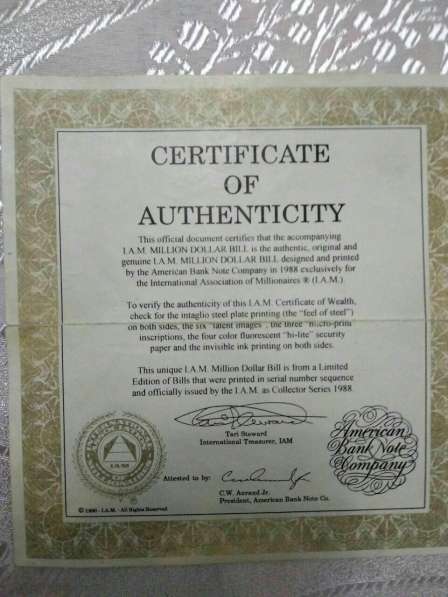 CERTIFICATE
OF
AUTHENTICITY
This official document certifies that the accompanying
I.A.M. MILLION DOLLAR BILL is the authentic, original and
genuine I.A.M. MILLION DOLLAR BILL designed and printed
by the American Bank Note Company in 1988 exclusively for
the International Association of Millionaires ® (I.A.M.).
To verify the authenticity of this I.A.M. Certificate of Wealth,
check for the intaglio steel plate printing (the "feel of steel")
on both sides, the six "latent images", the three "micro-print"
inscriptions, the four color fluorescent "hi-lite" security
paper and the invisible ink printing on both sides.
This unique I.A.M. Million Dollar Bill is from a Limited
Edition of Bills that were printed in serial number sequence
and officially issued by the I.A.M. as Collector Series 1988.
Tari Steward
International Treasurer, IAM
American
Bank Note
Company
Attested to by:
C.W. Aurand Jr.
President, American Bank Note Co.
© 1990 - I.A.M. - All Rights Reserved